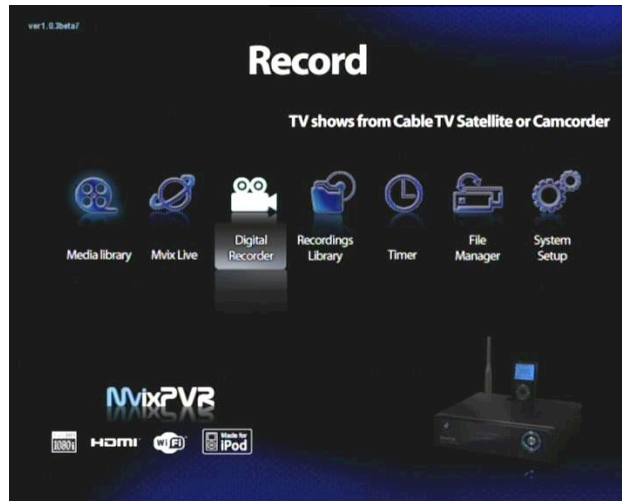 ver1.0.3beta7
Record
TV shows from Cable TV Satellite or Camcorder
Media library
Mvix Live
Digital
Recorder
Recordings
Library
Timer
File
Manager
System
Setup
MvixPVR
1080i
HDMI
WiFi
Made for
iPod